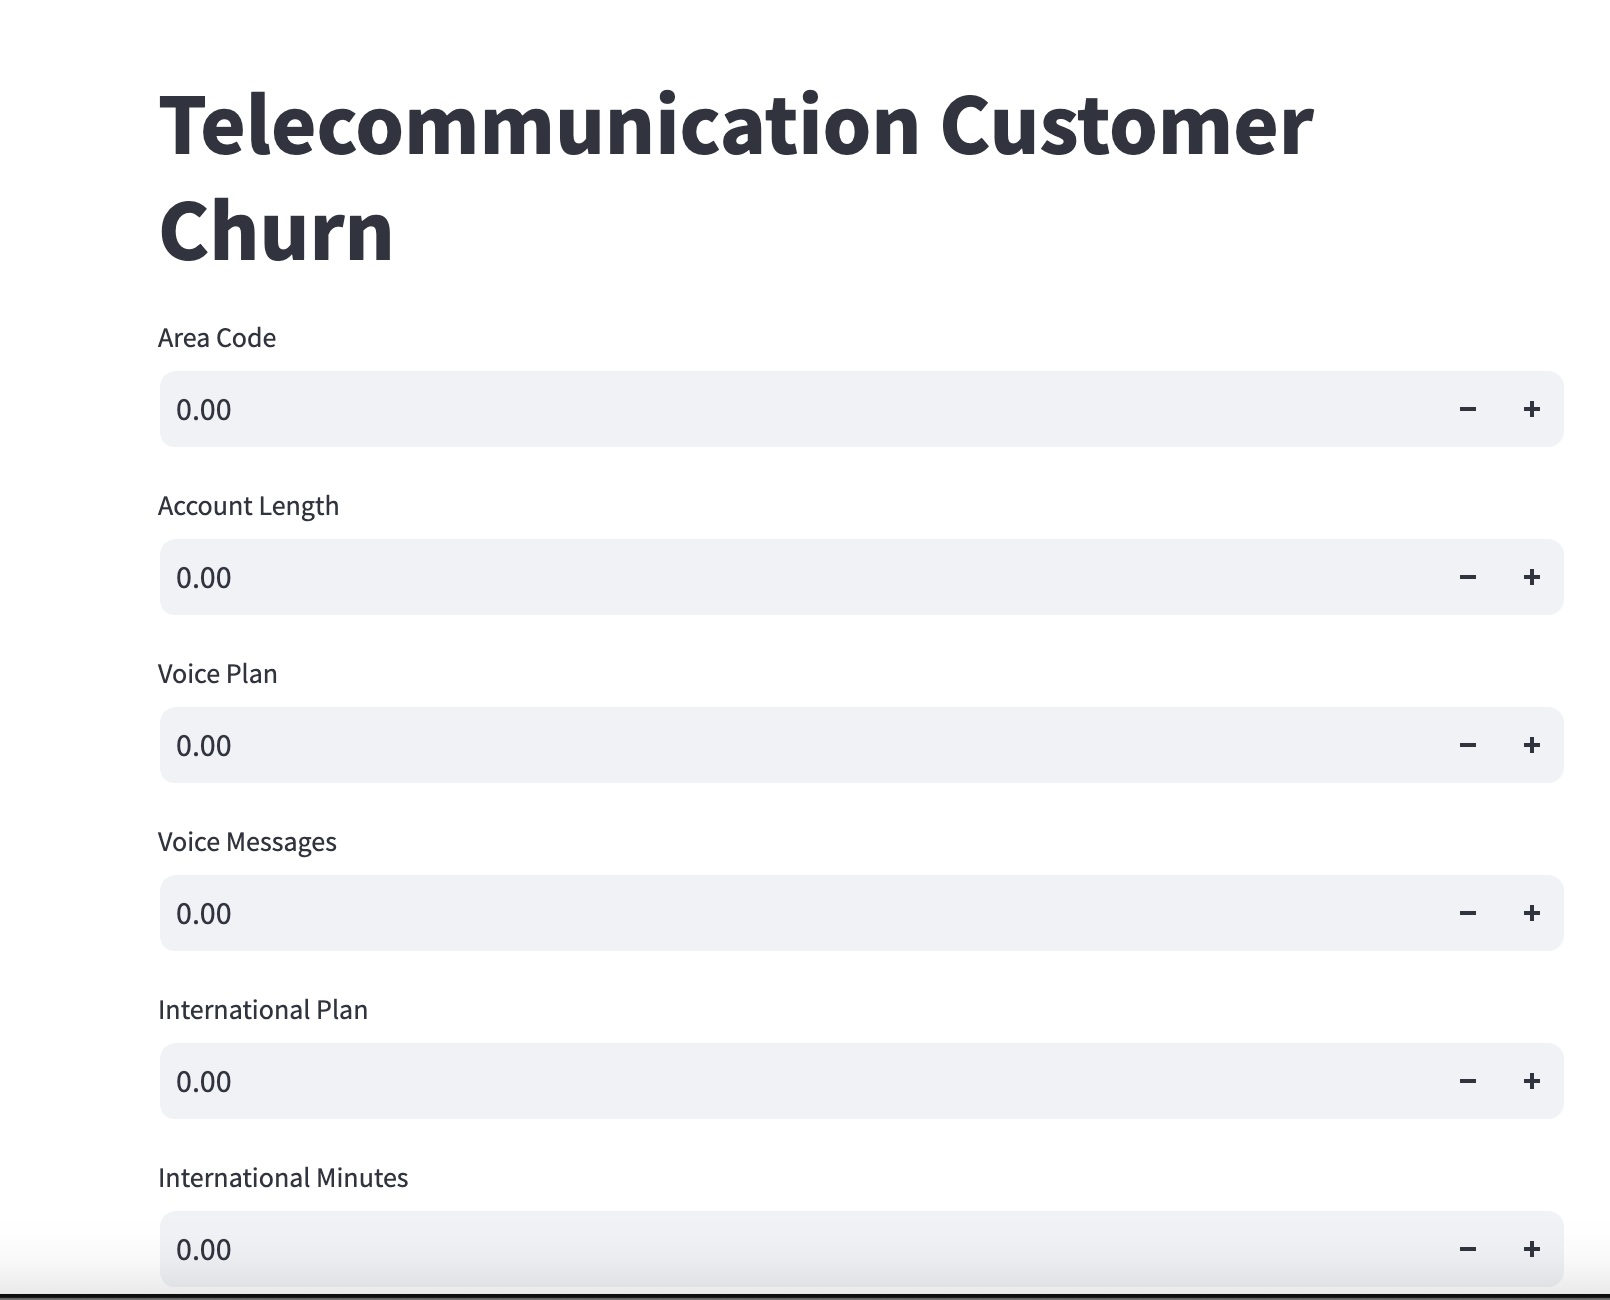 Telecommunication Customer
Churn
Area Code
0.00
Account Length
0.00
Voice Plan
0.00
Voice Messages
0.00
International Plan
0.00
International Minutes
0.00